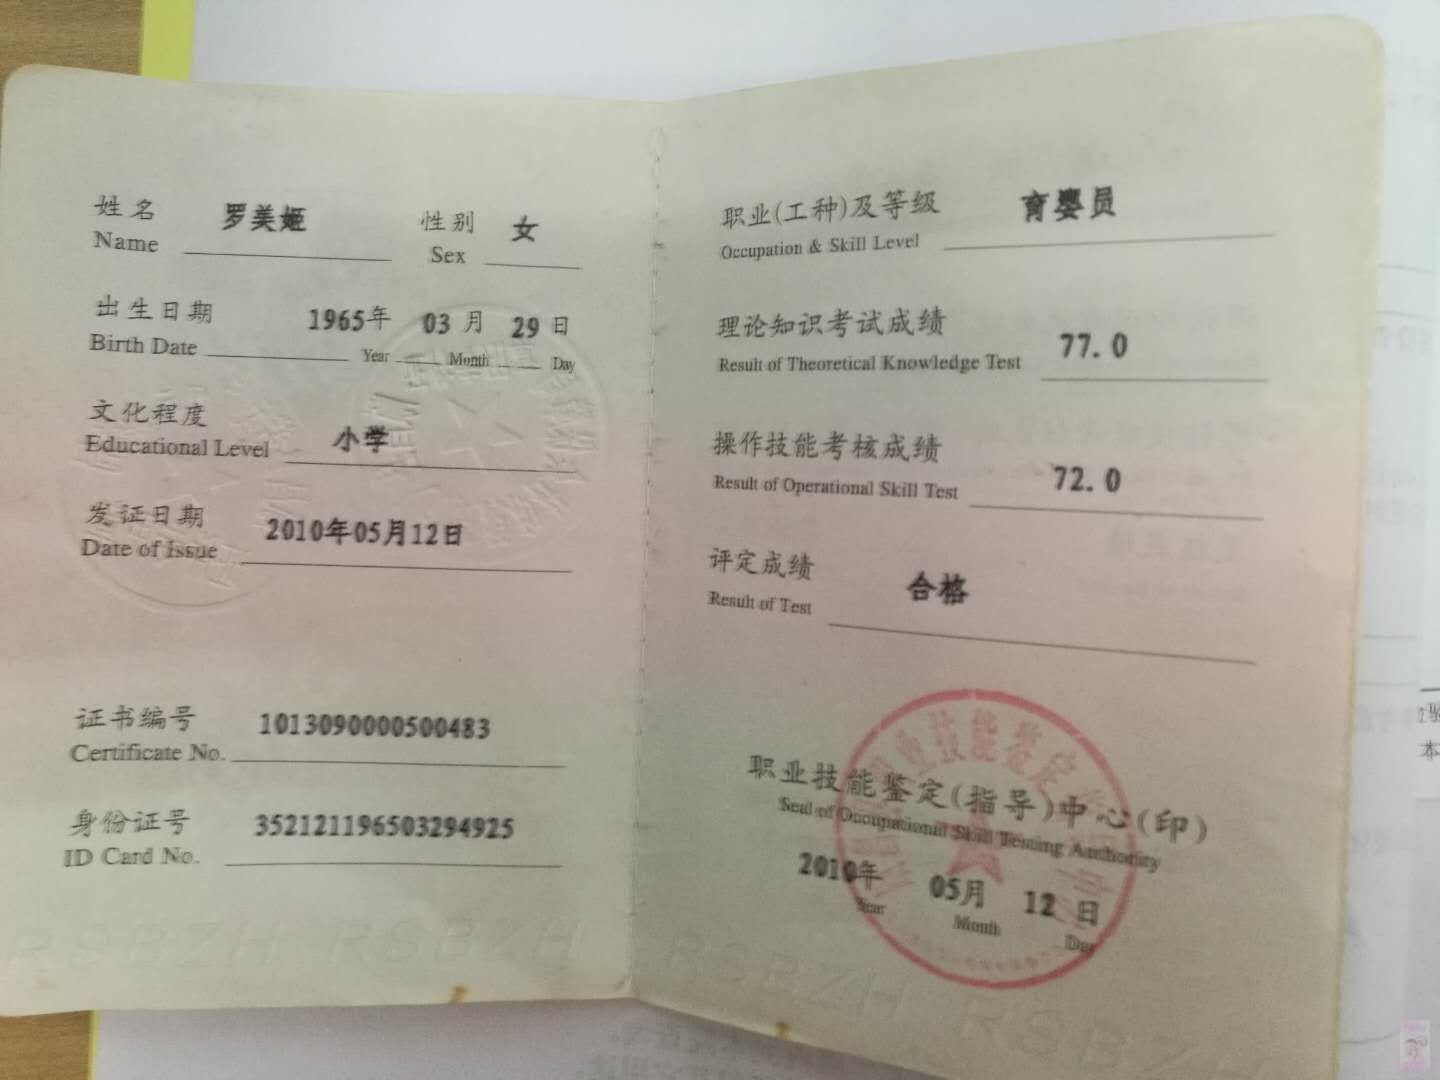 姓名 罗美姬 性别 女
Name Sex
出生日期 1965年 03月 29日
Birth Date Year Month Day
文化程度 小学
Educational Level
发证日期 2010年05月12日
Date of Issue
证书编号 1013090000500483
Certificate No.
身份证号 352121196503294925
ID Card No.
RSBZH RSBZH
职业(工种)及等级 育婴员
Occupation & Skill Level
理论知识考试成绩 77.0
Result of Theoretical Knowledge Test
操作技能考核成绩 72.0
Result of Operational Skill Test
评定成绩 合格
Result of Test
职业技能鉴定
职业技能鉴定(指导)中心(印)
Seal of Occupational Skill Testing Authority
2010年 05月 12日
Year Month Day
RSBZH RSB
本